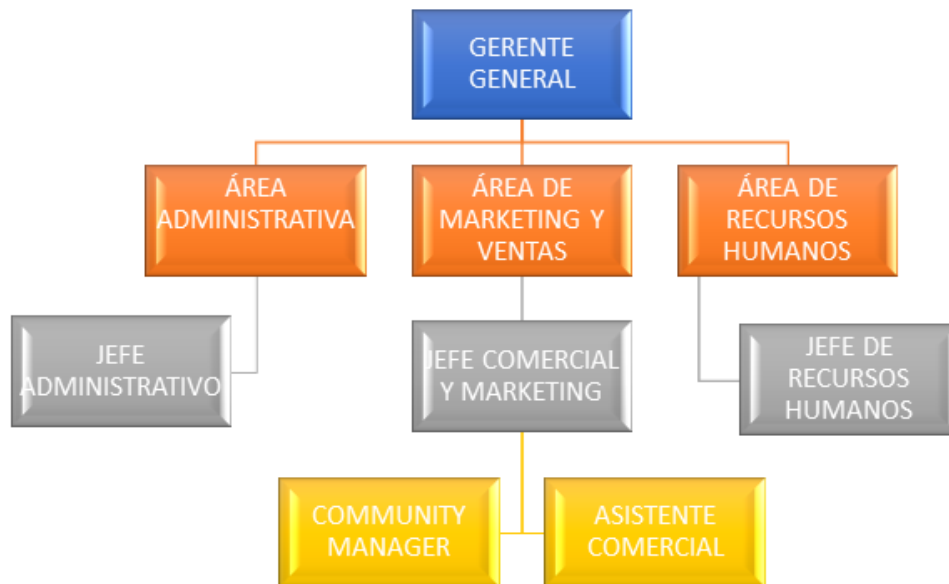 GERENTE
GENERAL
ÁREA
ADMINISTRATIVA
ÁREA DE
MARKETING Y
VENTAS
ÁREA DE
RECURSOS
HUMANOS
JEFE
ADMINISTRATIVO
JEFE COMERCIAL
Y MARKETING
JEFE DE
RECURSOS
HUMANOS
COMMUNITY
MANAGER
ASISTENTE
COMERCIAL